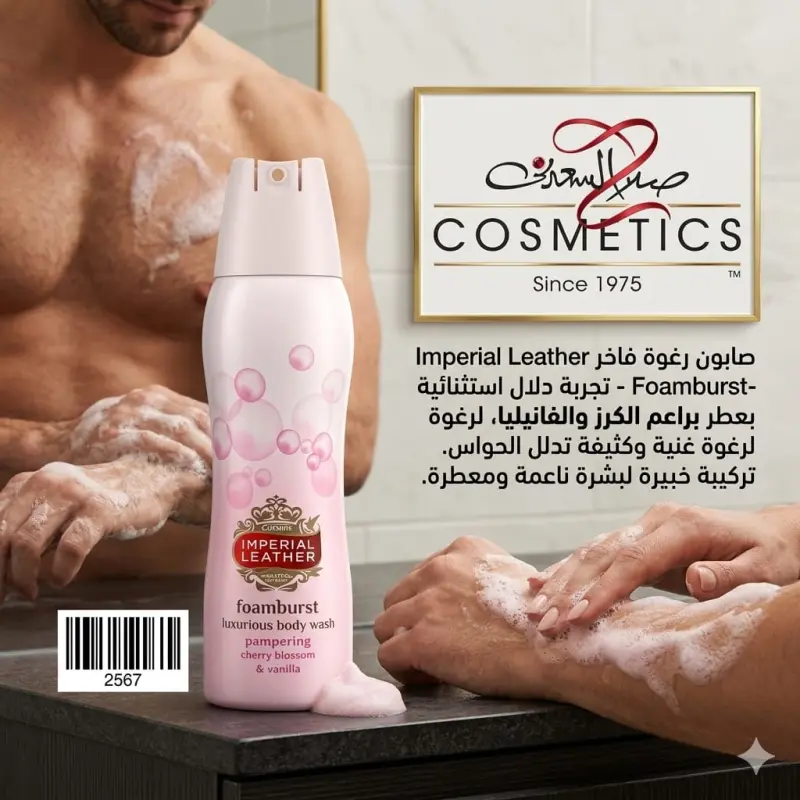 صلاح السعدني
COSMETICS
Since 1975
TM
صابون رغوة فاخر Imperial Leather
-Foamburst - تجربة دلال استثنائية
بعطر براعم الكرز والفانيليا، لرغوة
لرغوة غنية وكثيفة تدلل الحواس.
تركيبة خبيرة لبشرة ناعمة ومعطرة.
CUSSONS
IMPERIAL
LEATHER
foamburst
luxurious body wash
pampering
cherry blossom
& vanilla
2567